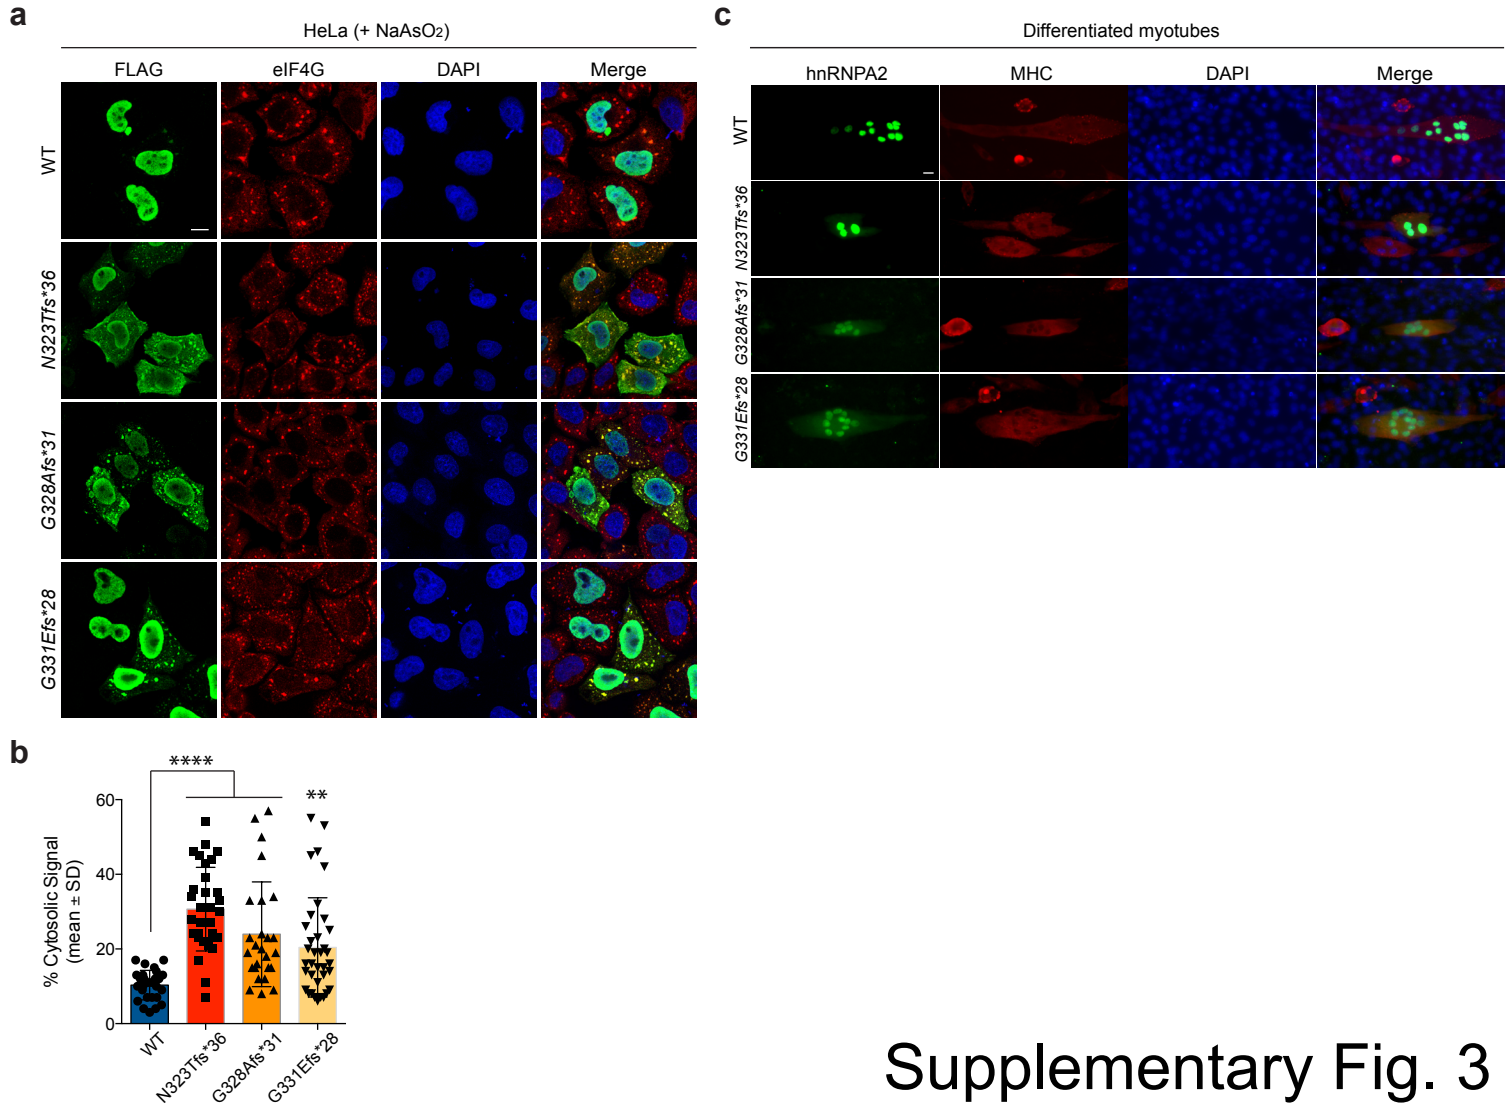 a
HeLa (+ NaAsO2)
FLAG eIF4G DAPI Merge
WT
N323Tfs*36
G328Afs*31
G331Efs*28
b
****
**
% Cytosolic Signal
(mean ± SD)
60
40
20
0
WT
N323Tfs*36
G328Afs*31
G331Efs*28
c
Differentiated myotubes
hnRNPA2 MHC DAPI Merge
WT
N323Tfs*36
G328Afs*31
G331Efs*28
Supplementary Fig. 3